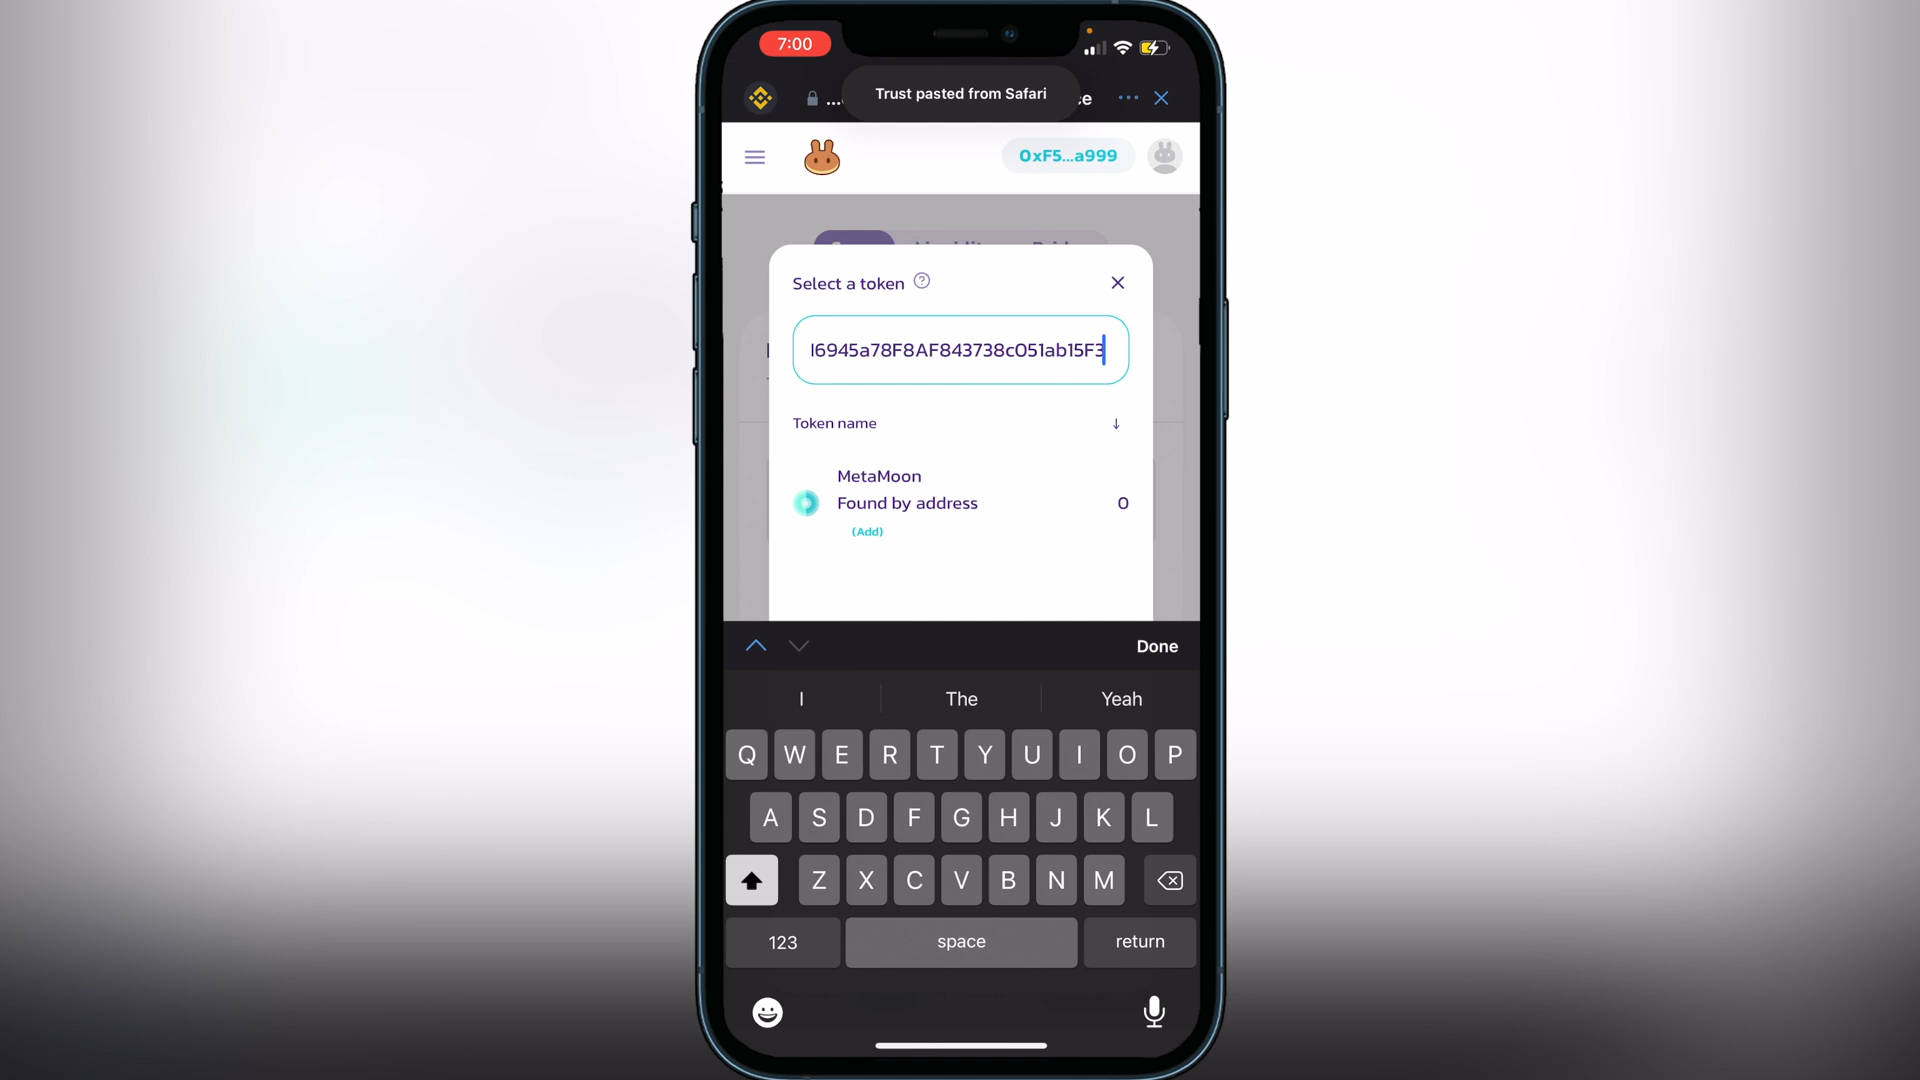 7:00
Trust pasted from Safari
...
ce
0xF5...a999
Select a token
l6945a78F8AF843738c051ab15F3
Token name ↓
MetaMoon
Found by address 0
(Add)
Done
I The Yeah
Q W E R T Y U I O P
A S D F G H J K L
Z X C V B N M
123 space return